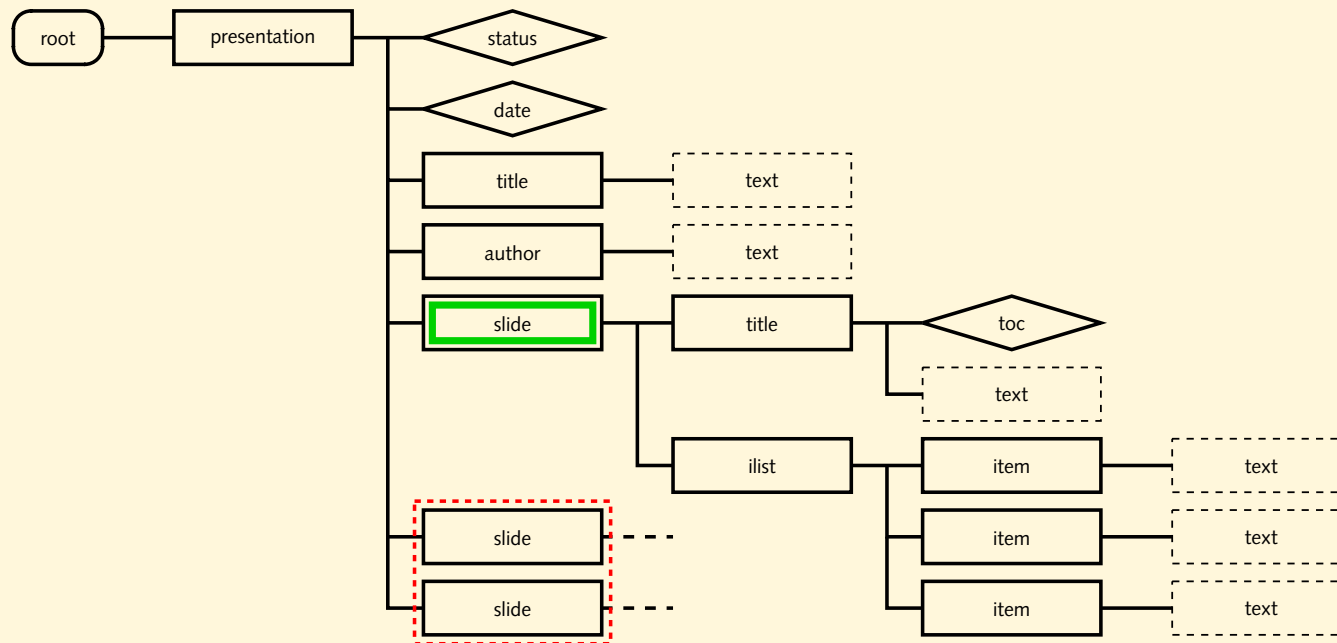 root presentation status
date
title text
author text
slide title toc
text
ilist item text
slide item text
slide item text